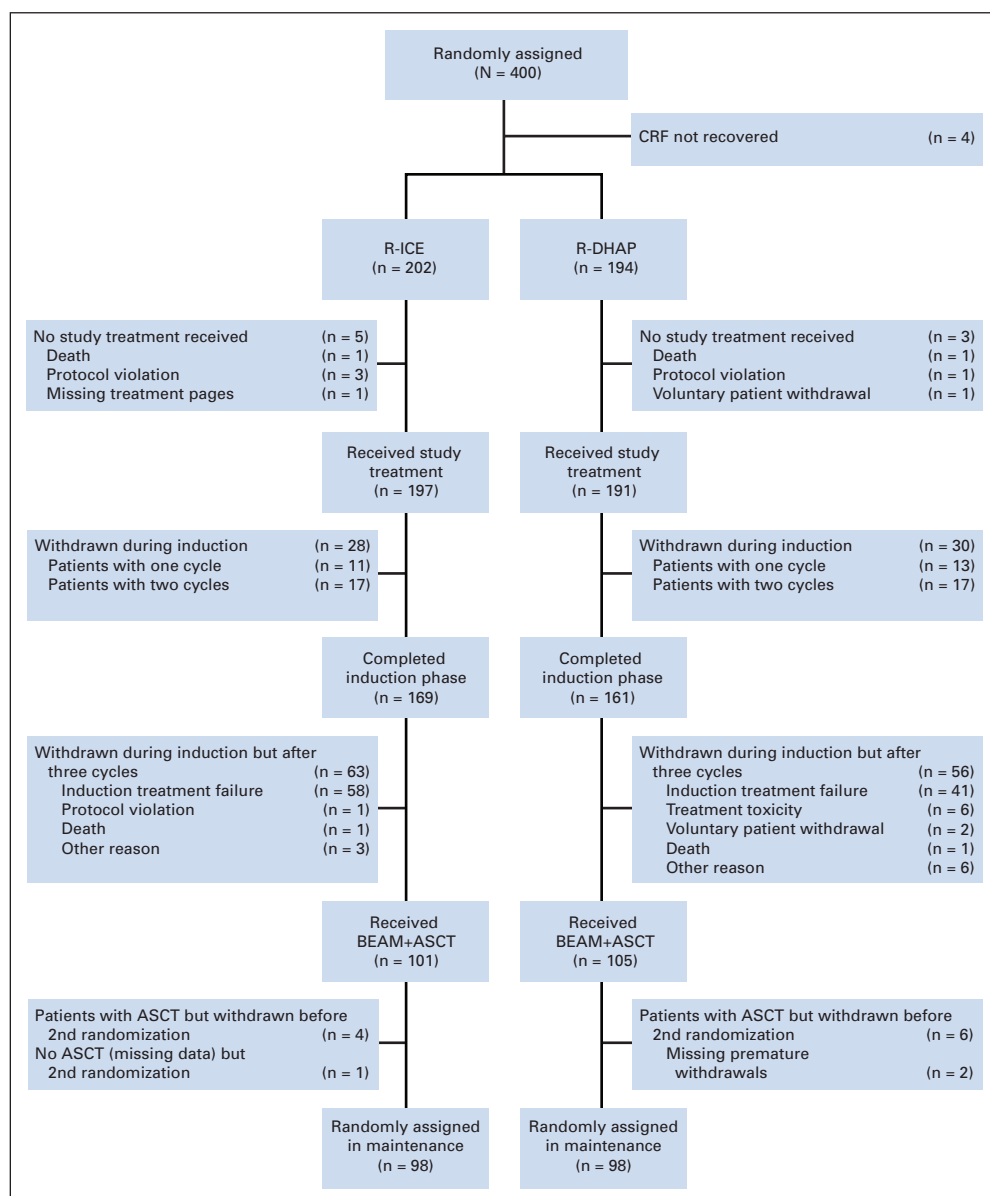 Randomly assigned
(N = 400)
CRF not recovered (n = 4)
R-ICE
(n = 202)
R-DHAP
(n = 194)
No study treatment received (n = 5)
Death (n = 1)
Protocol violation (n = 3)
Missing treatment pages (n = 1)
No study treatment received (n = 3)
Death (n = 1)
Protocol violation (n = 1)
Voluntary patient withdrawal (n = 1)
Received study
treatment
(n = 197)
Received study
treatment
(n = 191)
Withdrawn during induction (n = 28)
Patients with one cycle (n = 11)
Patients with two cycles (n = 17)
Withdrawn during induction (n = 30)
Patients with one cycle (n = 13)
Patients with two cycles (n = 17)
Completed
induction phase
(n = 169)
Completed
induction phase
(n = 161)
Withdrawn during induction but after
three cycles (n = 63)
Induction treatment failure (n = 58)
Protocol violation (n = 1)
Death (n = 1)
Other reason (n = 3)
Withdrawn during induction but after
three cycles (n = 56)
Induction treatment failure (n = 41)
Treatment toxicity (n = 6)
Voluntary patient withdrawal (n = 2)
Death (n = 1)
Other reason (n = 6)
Received
BEAM+ASCT
(n = 101)
Received
BEAM+ASCT
(n = 105)
Patients with ASCT but withdrawn before
2nd randomization (n = 4)
No ASCT (missing data) but
2nd randomization (n = 1)
Patients with ASCT but withdrawn before
2nd randomization (n = 6)
Missing premature
withdrawals (n = 2)
Randomly assigned
in maintenance
(n = 98)
Randomly assigned
in maintenance
(n = 98)